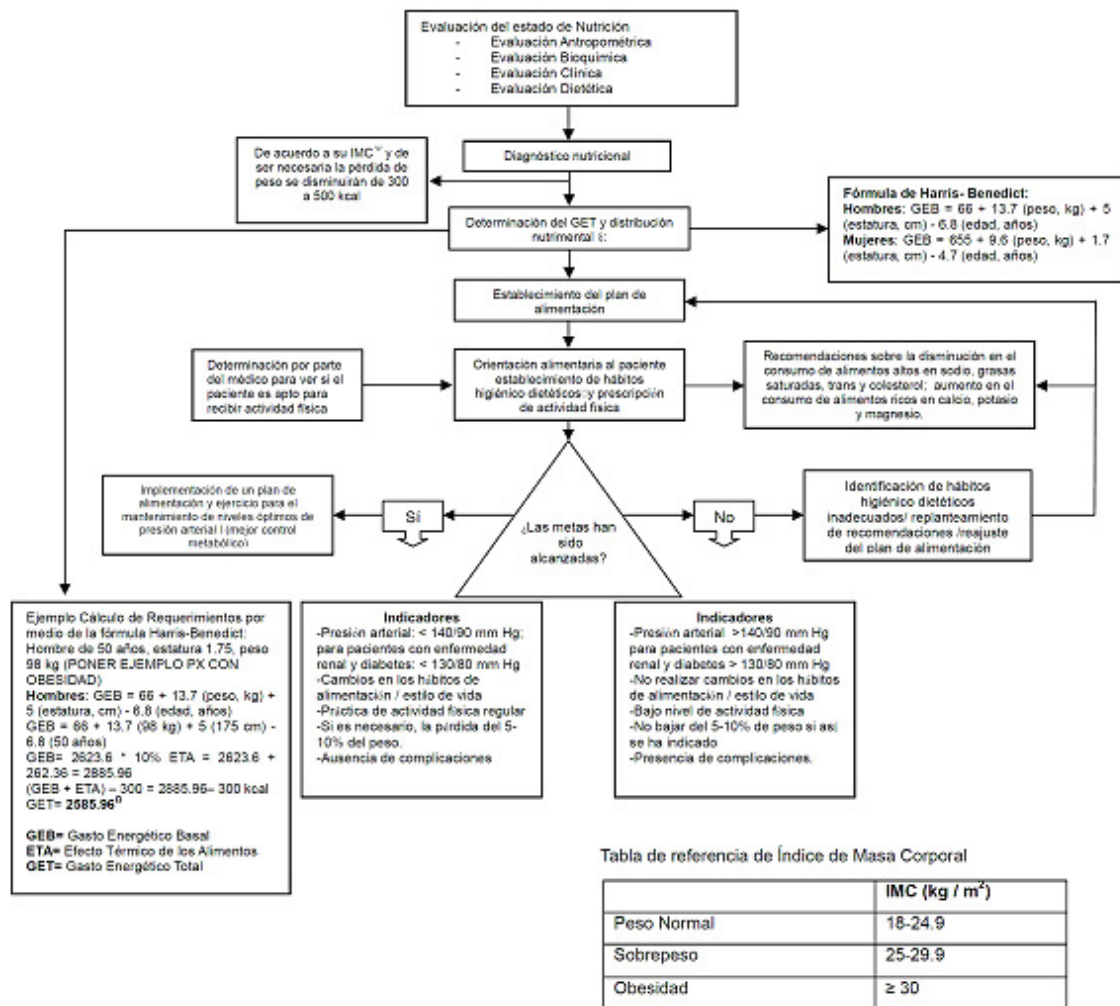 Evaluación del estado de Nutrición
- Evaluación Antropométrica
- Evaluación Bioquímica
- Evaluación Clínica
- Evaluación Dietética
Diagnóstico nutricional
De acuerdo a su IMC y de
ser necesaria la pérdida de
peso se disminuirán de 300
a 500 kcal
Determinación del GET y distribución
nutrimental
Fórmula de Harris- Benedict:
Hombres: GEB = 66 + 13.7 (peso, kg) + 5
(estatura, cm) - 6.8 (edad, años)
Mujeres: GEB = 655 + 9.6 (peso, kg) + 1.7
(estatura, cm) - 4.7 (edad, años)
Establecimiento del plan de
alimentación
Determinación por parte
del médico para ver si el
paciente es apto para
recibir actividad física
Orientación alimentaria al paciente
establecimiento de hábitos
higiénico dietéticos y prescripción
de actividad física
Recomendaciones sobre la disminución en el
consumo de alimentos altos en sodio, grasas
saturadas, trans y colesterol; aumento en el
consumo de alimentos ricos en calcio, potasio
y magnesio.
Implementación de un plan de
alimentación y ejercicio para el
mantenimiento de niveles óptimos de
presión arterial (mejor control
metabólico)
Sí
¿Las metas han
sido
alcanzadas?
No
Identificación de hábitos
higiénico dietéticos
inadecuados/ replanteamiento
de recomendaciones /reajuste
del plan de alimentación
Ejemplo Cálculo de Requerimientos por
medio de la fórmula Harris-Benedict:
Hombre de 50 años, estatura 1.75, peso
98 kg (PONER EJEMPLO PX CON
OBESIDAD)
Hombres: GEB = 66 + 13.7 (peso, kg) +
5 (estatura, cm) - 6.8 (edad, años)
GEB = 66 + 13.7 (98 kg) + 5 (175 cm) -
6.8 (50 años)
GEB= 2623.6 * 10% ETA = 2623.6 +
262.36 = 2885.96
(GEB + ETA) – 300 = 2885.96– 300 kcal
GET= 2585.96
GEB= Gasto Energético Basal
ETA= Efecto Térmico de los Alimentos
GET= Gasto Energético Total
Indicadores
-Presión arterial: < 140/90 mm Hg;
para pacientes con enfermedad
renal y diabetes: < 130/80 mm Hg
-Cambios en los hábitos de
alimentación / estilo de vida
-Práctica de actividad física regular
-Si es necesario, la pérdida del 5-
10% del peso.
-Ausencia de complicaciones
Indicadores
-Presión arterial >140/90 mm Hg
para pacientes con enfermedad
renal y diabetes > 130/80 mm Hg
-No realizar cambios en los hábitos
de alimentación / estilo de vida
-Bajo nivel de actividad física
-No bajar del 5-10% de peso si así
se ha indicado
-Presencia de complicaciones.
Tabla de referencia de Índice de Masa Corporal
IMC (kg / m²)
Peso Normal 18-24.9
Sobrepeso 25-29.9
Obesidad ≥ 30